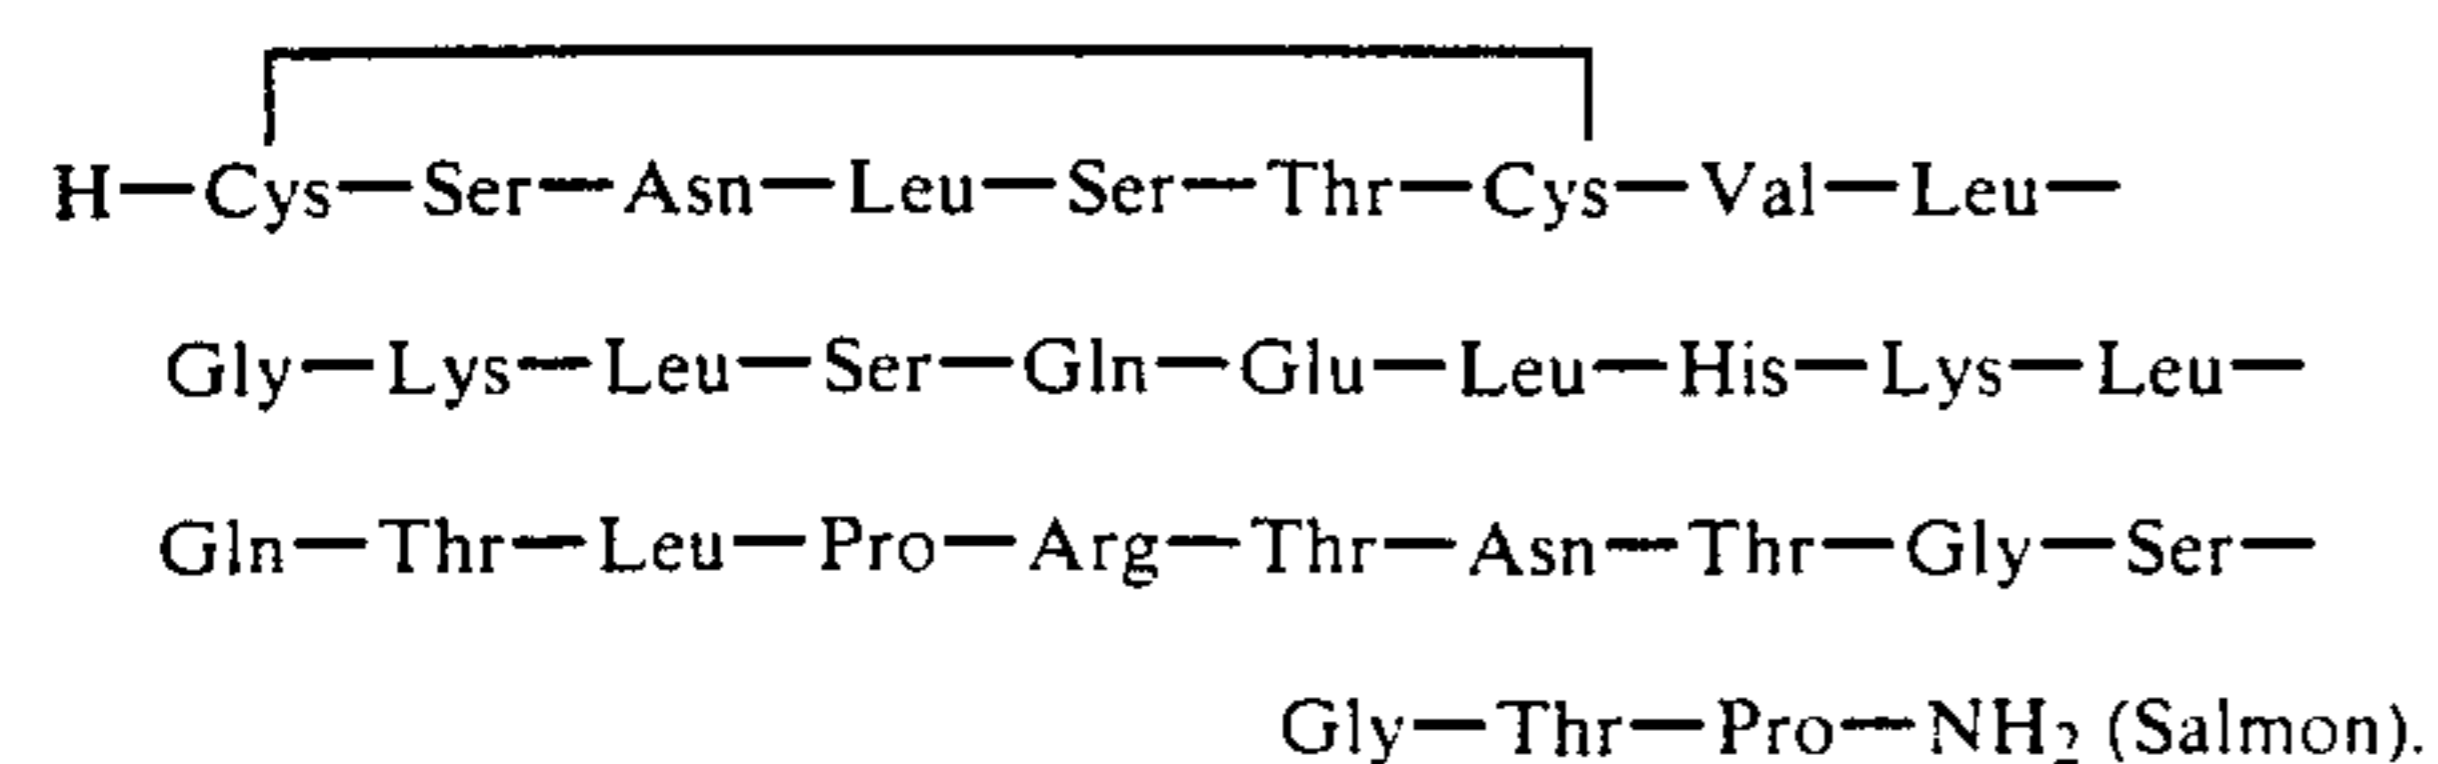 H—Cys—Ser—Asn—Leu—Ser—Thr—Cys—Val—Leu—
Gly—Lys—Leu—Ser—Gln—Glu—Leu—His—Lys—Leu—
Gln—Thr—Leu—Pro—Arg—Thr—Asn—Thr—Gly—Ser—
Gly—Thr—Pro—NH₂ (Salmon).